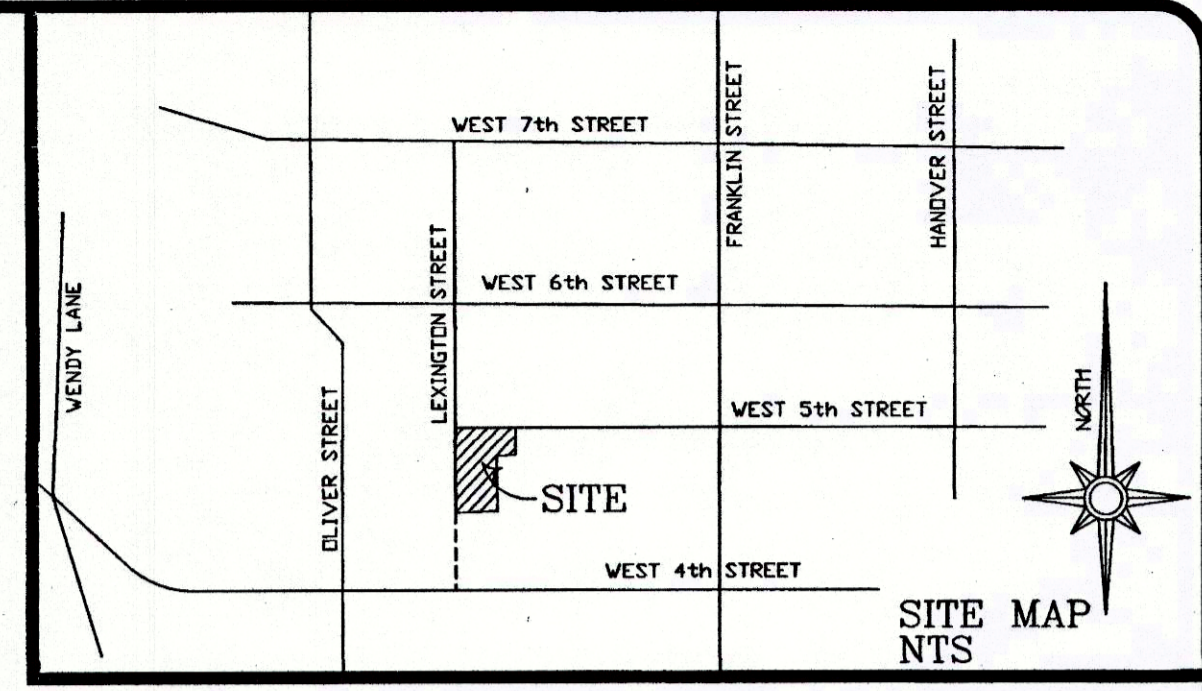 WEST 7th STREET
FRANKLIN STREET
HANOVER STREET
LEXINGTON STREET
WEST 6th STREET
WENDY LANE
OLIVER STREET
WEST 5th STREET
NORTH
SITE
WEST 4th STREET
SITE MAP
NTS